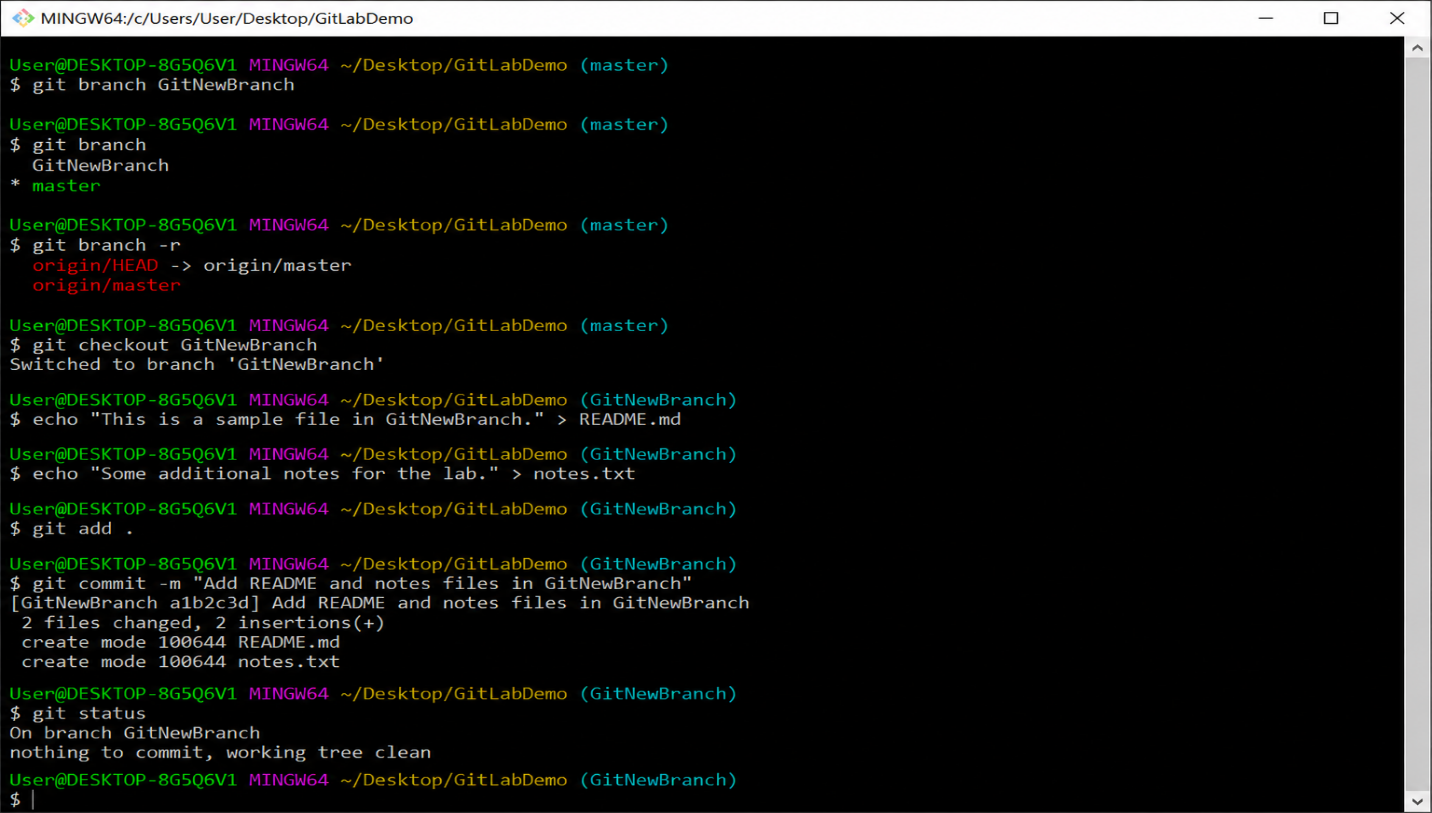 MINGW64:/c/Users/User/Desktop/GitLabDemo
User@DESKTOP-8G5Q6V1 MINGW64 ~/Desktop/GitLabDemo (master)
$ git branch GitNewBranch
User@DESKTOP-8G5Q6V1 MINGW64 ~/Desktop/GitLabDemo (master)
$ git branch
  GitNewBranch
* master
User@DESKTOP-8G5Q6V1 MINGW64 ~/Desktop/GitLabDemo (master)
$ git branch -r
  origin/HEAD -> origin/master
  origin/master
User@DESKTOP-8G5Q6V1 MINGW64 ~/Desktop/GitLabDemo (master)
$ git checkout GitNewBranch
Switched to branch 'GitNewBranch'
User@DESKTOP-8G5Q6V1 MINGW64 ~/Desktop/GitLabDemo (GitNewBranch)
$ echo "This is a sample file in GitNewBranch." > README.md
User@DESKTOP-8G5Q6V1 MINGW64 ~/Desktop/GitLabDemo (GitNewBranch)
$ echo "Some additional notes for the lab." > notes.txt
User@DESKTOP-8G5Q6V1 MINGW64 ~/Desktop/GitLabDemo (GitNewBranch)
$ git add .
User@DESKTOP-8G5Q6V1 MINGW64 ~/Desktop/GitLabDemo (GitNewBranch)
$ git commit -m "Add README and notes files in GitNewBranch"
[GitNewBranch a1b2c3d] Add README and notes files in GitNewBranch
 2 files changed, 2 insertions(+)
 create mode 100644 README.md
 create mode 100644 notes.txt
User@DESKTOP-8G5Q6V1 MINGW64 ~/Desktop/GitLabDemo (GitNewBranch)
$ git status
On branch GitNewBranch
nothing to commit, working tree clean
User@DESKTOP-8G5Q6V1 MINGW64 ~/Desktop/GitLabDemo (GitNewBranch)
$